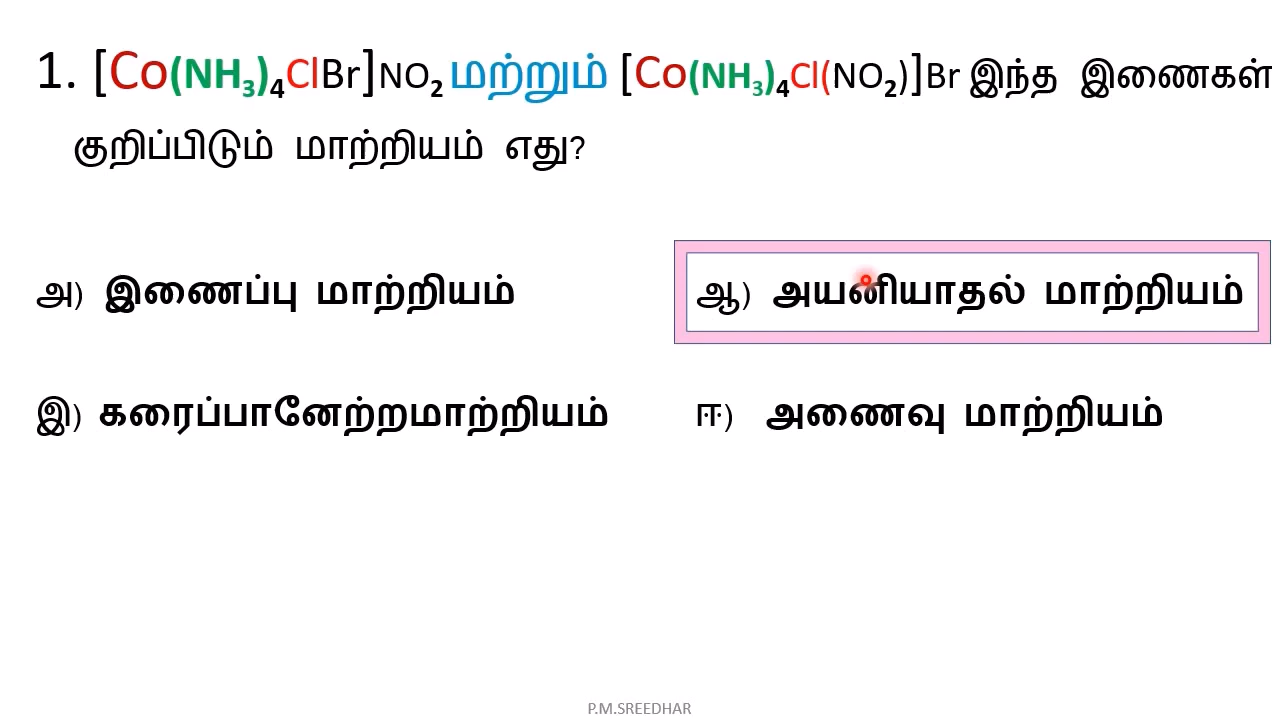 1. [Co(NH₃)₄ClBr]NO₂ மற்றும் [Co(NH₃)₄Cl(NO₂)]Br இந்த இணைகள்
குறிப்பிடும் மாற்றியம் எது?
அ) இணைப்பு மாற்றியம்
ஆ) அயனியாதல் மாற்றியம்
இ) கரைப்பானேற்றமாற்றியம்
ஈ) அணைவு மாற்றியம்
P.M.SREEDHAR